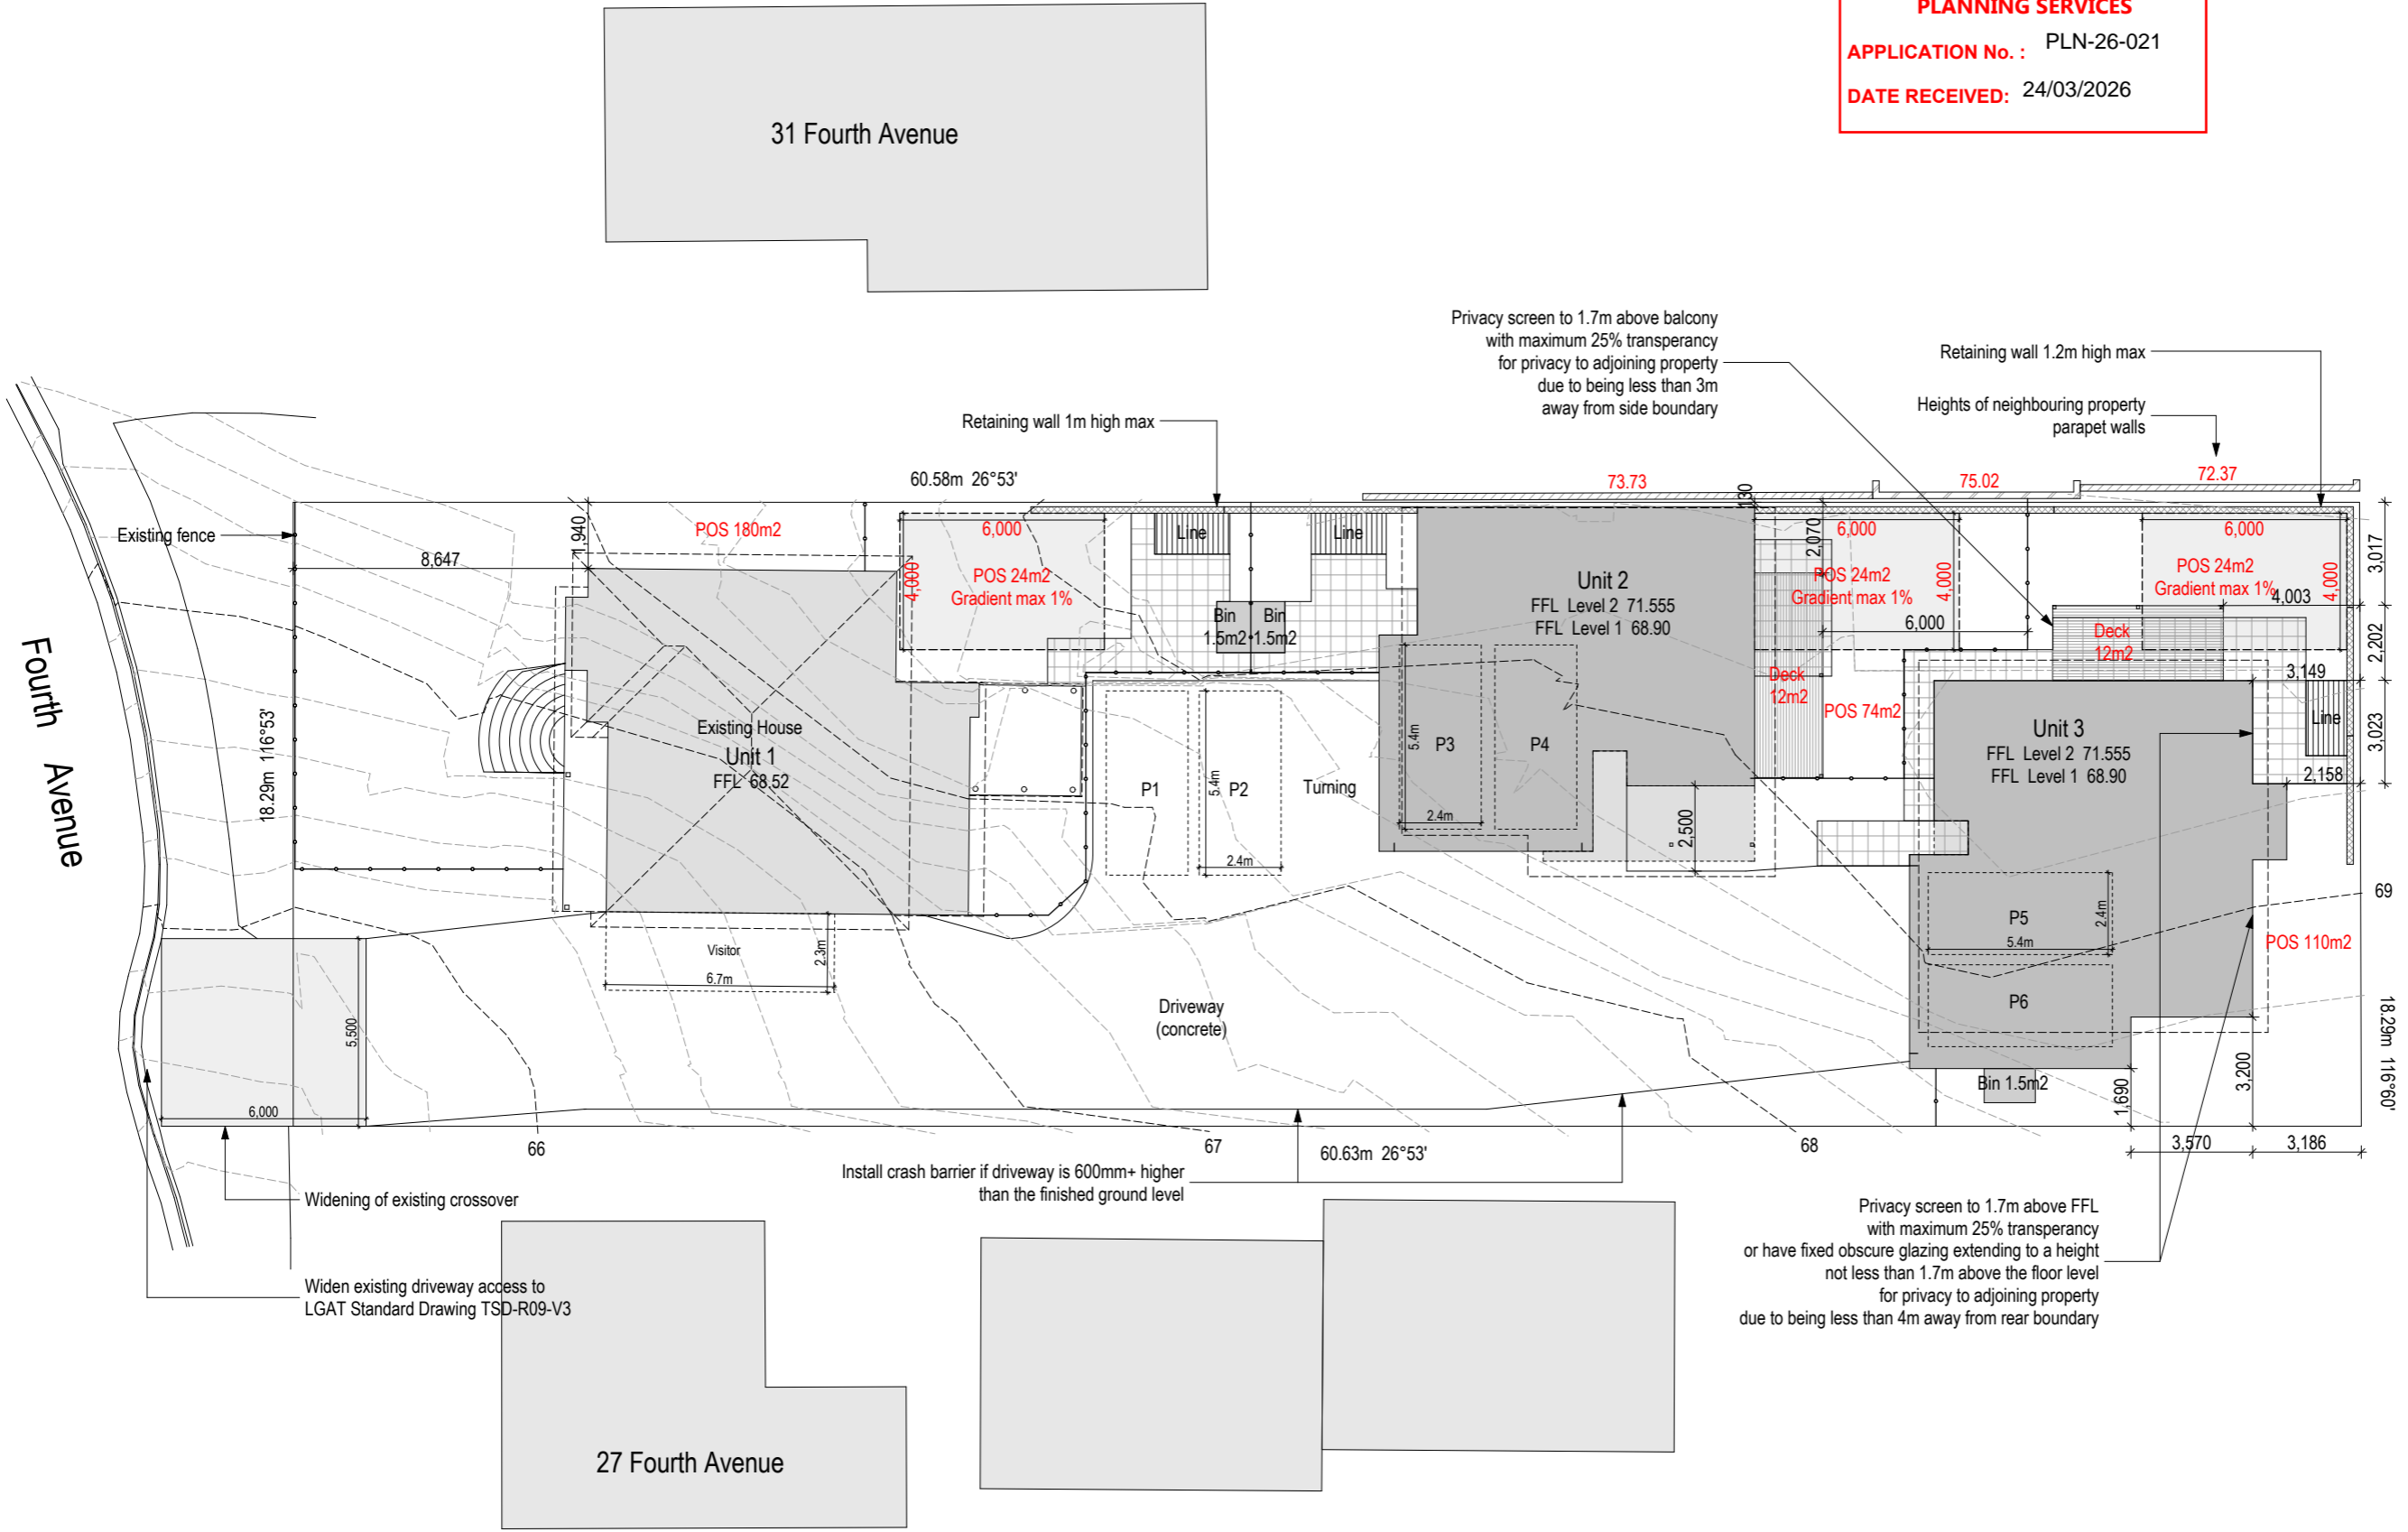 PLANNING SERVICES
APPLICATION No. : PLN-26-021
DATE RECEIVED: 24/03/2026
31 Fourth Avenue
Privacy screen to 1.7m above balcony
with maximum 25% transperancy
for privacy to adjoining property
due to being less than 3m
away from side boundary
Retaining wall 1.2m high max
Heights of neighbouring property
parapet walls
Retaining wall 1m high max
60.58m 26°53'
73.73
75.02
72.37
130
Existing fence
8,647
1,940
POS 180m2
6,000
4,000
POS 24m2
Gradient max 1%
Line
Line
Bin
1.5m2
Bin
1.5m2
Unit 2
FFL Level 2 71.555
FFL Level 1 68.90
2,070
6,000
POS 24m2
Gradient max 1%
4,000
6,000
6,000
POS 24m2
Gradient max 1%
4,000
4,003
3,017
2,202
3,023
Deck
12m2
Deck
12m2
POS 74m2
3,149
Line
2,158
Unit 3
FFL Level 2 71.555
FFL Level 1 68.90
Fourth Avenue
18.29m 116°53'
Existing House
Unit 1
FFL 68.52
P1
P2
5.4m
2.4m
Turning
P3
5.4m
2.4m
P4
2,500
P5
5.4m
2.4m
P6
69
POS 110m2
18.29m 116°60'
Visitor
6.7m
2.3m
Driveway
(concrete)
5,500
6,000
Bin 1.5m2
1,690
3,200
3,570
3,186
66
67
68
60.63m 26°53'
Install crash barrier if driveway is 600mm+ higher
than the finished ground level
Widening of existing crossover
Widen existing driveway access to
LGAT Standard Drawing TSD-R09-V3
Privacy screen to 1.7m above FFL
with maximum 25% transperancy
or have fixed obscure glazing extending to a height
not less than 1.7m above the floor level
for privacy to adjoining property
due to being less than 4m away from rear boundary
27 Fourth Avenue